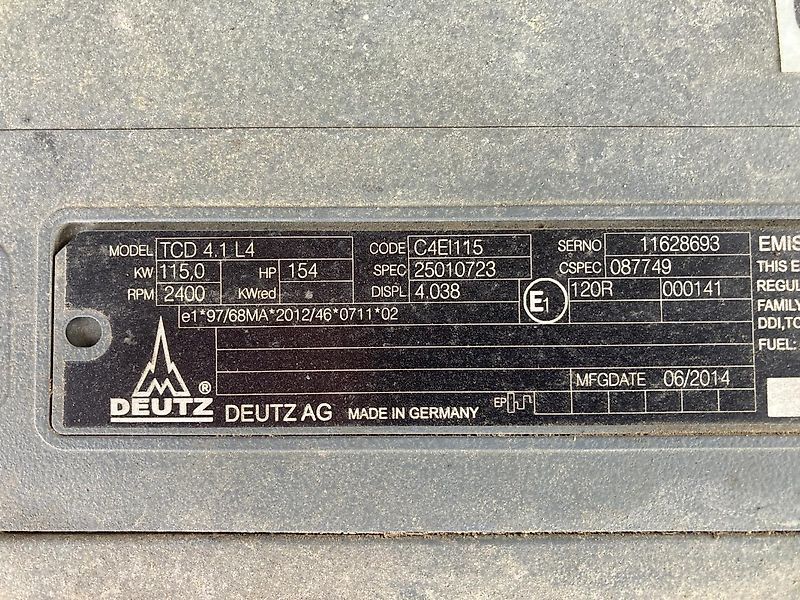 MODEL TCD 4.1 L4 CODE C4EI115 SERNO 11628693 EMIS
KW 115,0 HP 154 SPEC 25010723 CSPEC 087749 THIS E
RPM 2400 KWred DISPL 4.038 E1 120R 000141 REGUL
e1*97/68MA*2012/46*0711*02 FAMILY
DDI,TC
FUEL:
MFGDATE 06/2014
DEUTZ ® DEUTZ AG MADE IN GERMANY EP